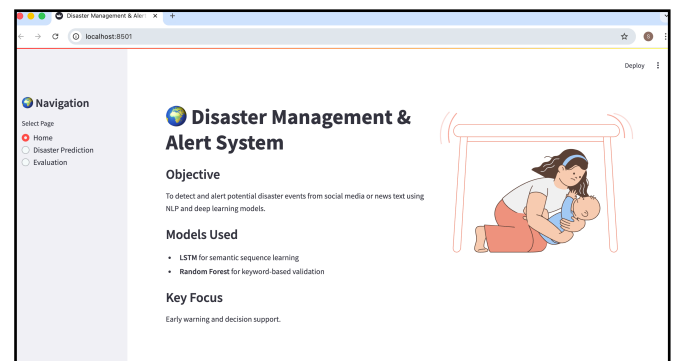 Disaster Management & Alert
localhost:8501
S
Deploy
Navigation
Select Page
Home
Disaster Prediction
Evaluation
Disaster Management &
Alert System
Objective
To detect and alert potential disaster events from social media or news text using
NLP and deep learning models.
Models Used
LSTM for semantic sequence learning
Random Forest for keyword-based validation
Key Focus
Early warning and decision support.